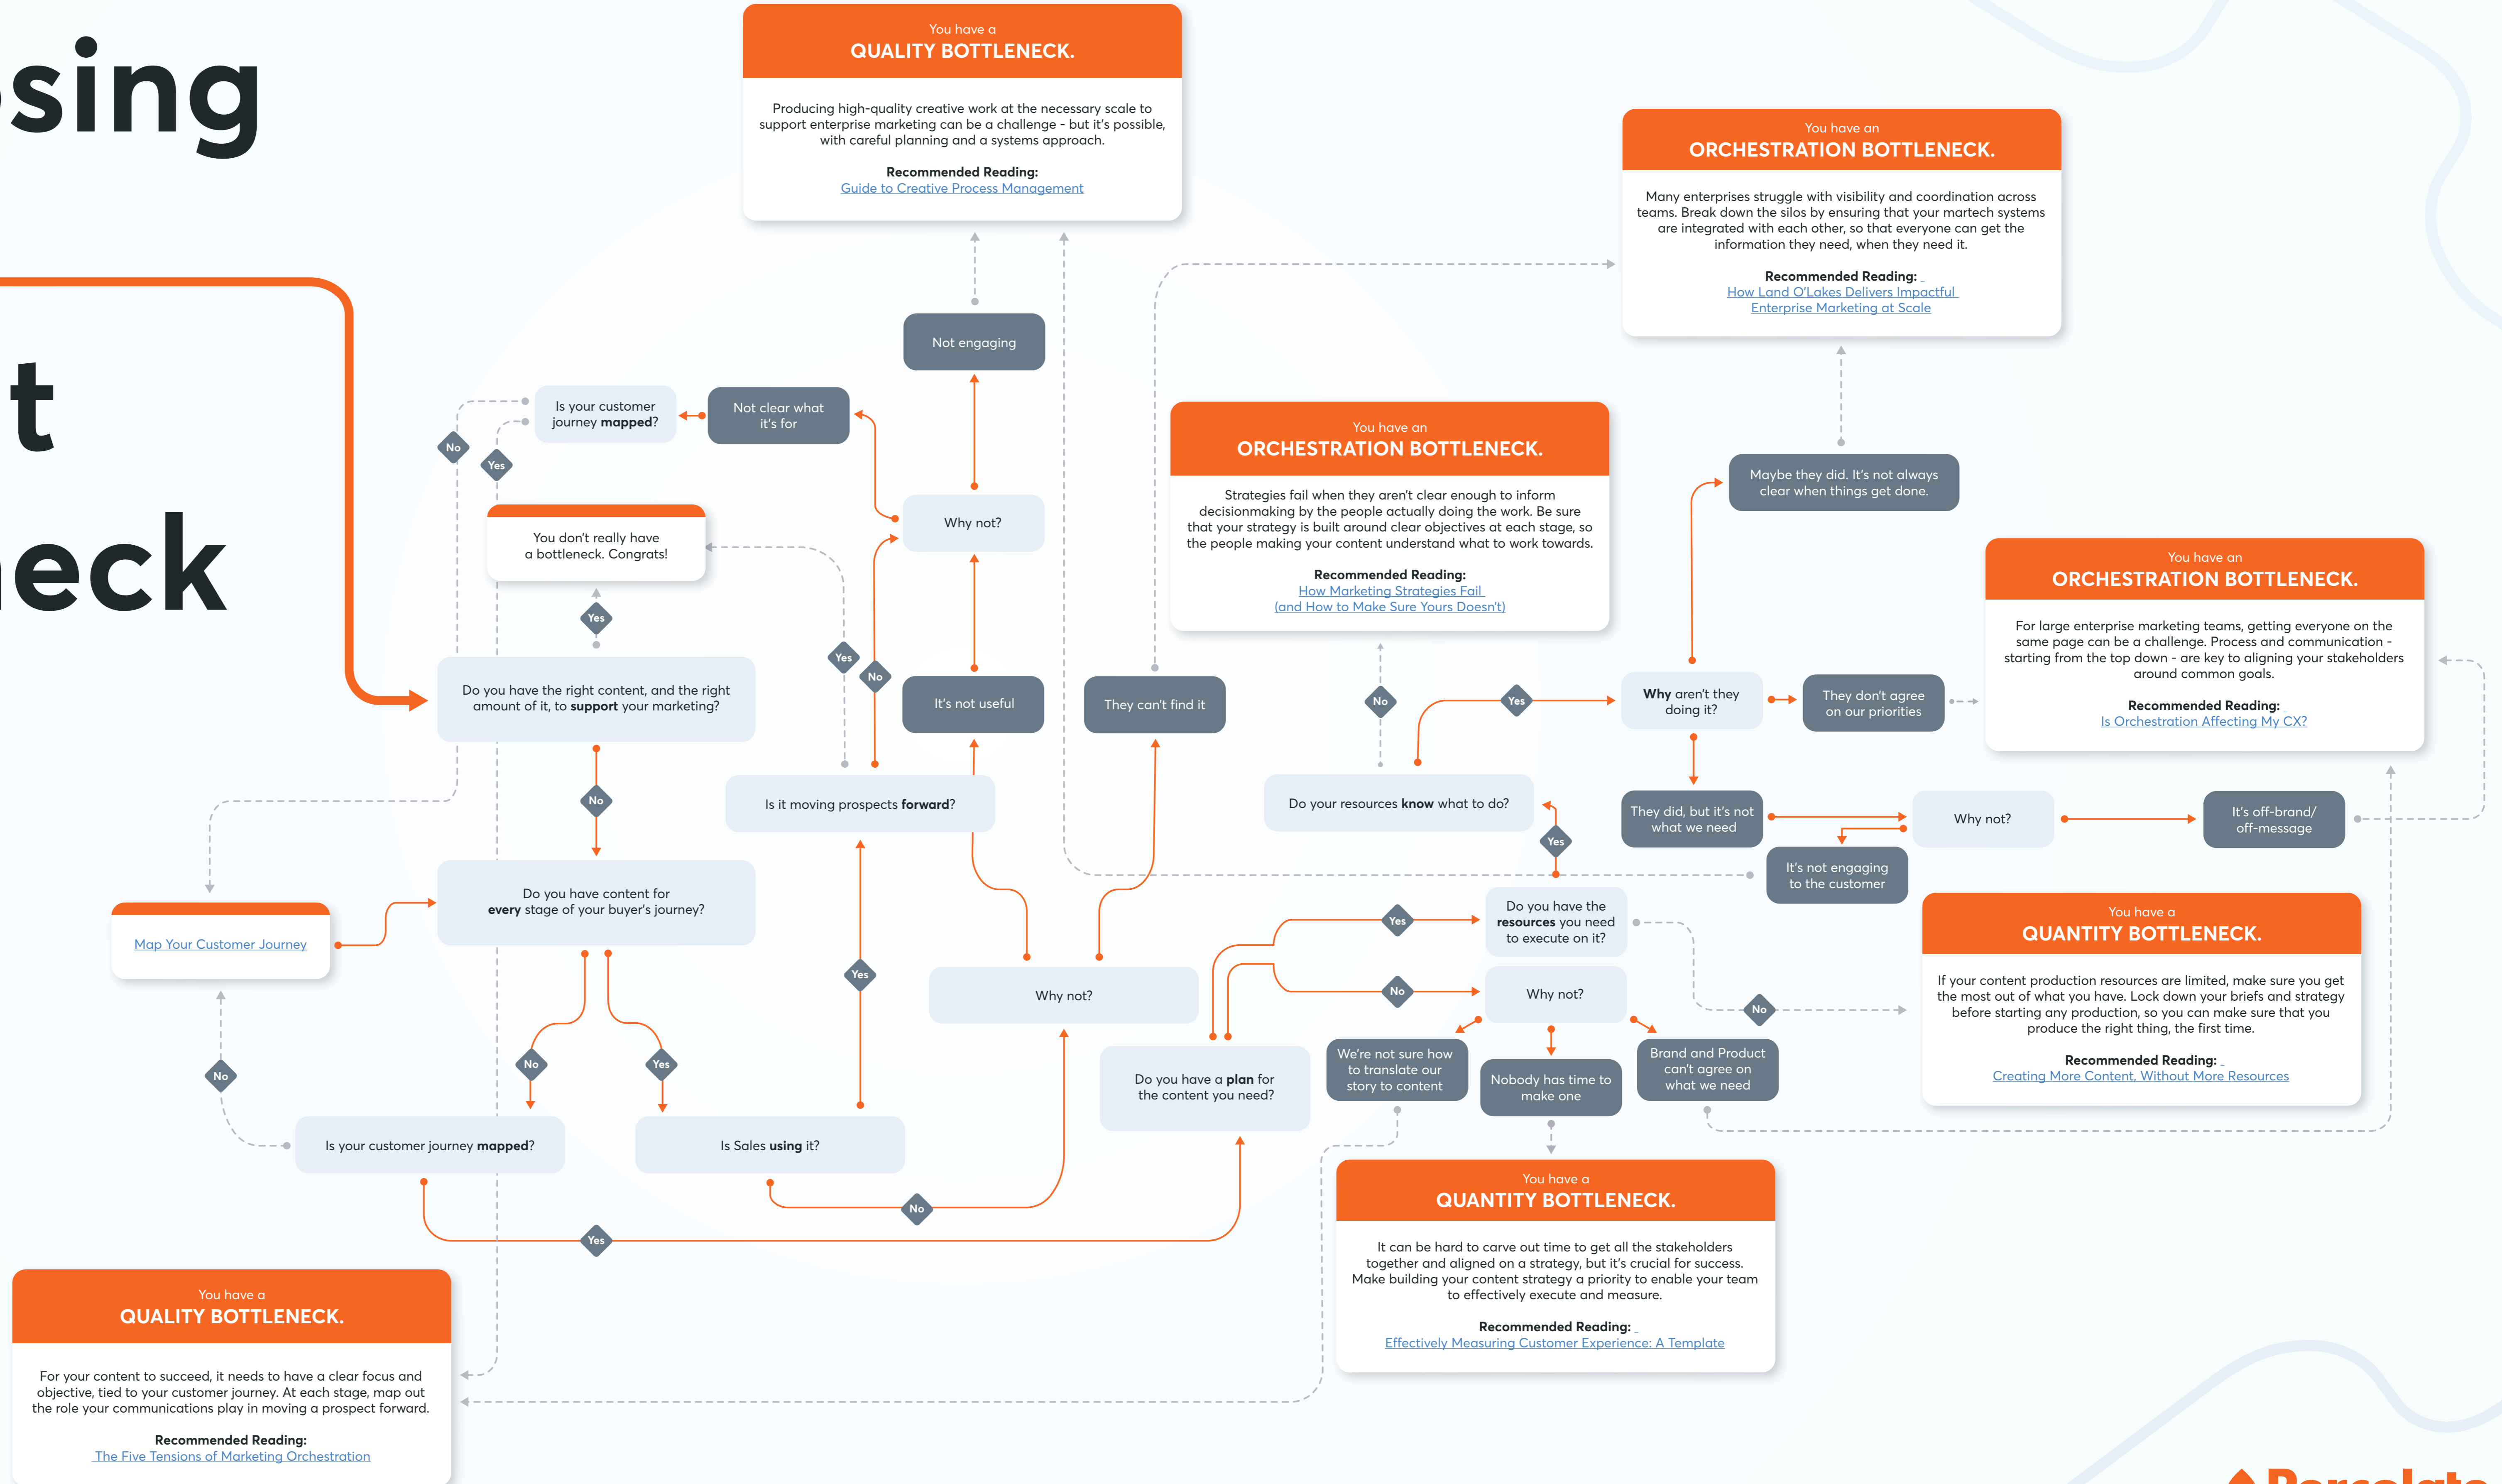 sing
t
eck
You have a
QUALITY BOTTLENECK.
Producing high-quality creative work at the necessary scale to
support enterprise marketing can be a challenge - but it's possible,
with careful planning and a systems approach.
Recommended Reading:
Guide to Creative Process Management
You have an
ORCHESTRATION BOTTLENECK.
Many enterprises struggle with visibility and coordination across
teams. Break down the silos by ensuring that your martech systems
are integrated with each other, so that everyone can get the
information they need, when they need it.
Recommended Reading:
How Land O'Lakes Delivers Impactful
Enterprise Marketing at Scale
Not engaging
Is your customer
journey mapped?
Not clear what
it's for
No
Yes
Why not?
You don't really have
a bottleneck. Congrats!
Yes
You have an
ORCHESTRATION BOTTLENECK.
Strategies fail when they aren't clear enough to inform
decisionmaking by the people actually doing the work. Be sure
that your strategy is built around clear objectives at each stage, so
the people making your content understand what to work towards.
Recommended Reading:
How Marketing Strategies Fail
(and How to Make Sure Yours Doesn't)
Maybe they did. It's not always
clear when things get done.
You have an
ORCHESTRATION BOTTLENECK.
For large enterprise marketing teams, getting everyone on the
same page can be a challenge. Process and communication -
starting from the top down - are key to aligning your stakeholders
around common goals.
Recommended Reading:
Is Orchestration Affecting My CX?
Do you have the right content, and the right
amount of it, to support your marketing?
Yes
No
It's not useful
They can't find it
No
Yes
Why aren't they
doing it?
They don't agree
on our priorities
No
Is it moving prospects forward?
Do your resources know what to do?
Yes
They did, but it's not
what we need
Why not?
It's off-brand/
off-message
It's not engaging
to the customer
Do you have content for
every stage of your buyer's journey?
Map Your Customer Journey
Yes
Why not?
Yes
Do you have the
resources you need
to execute on it?
No
Why not?
No
You have a
QUANTITY BOTTLENECK.
If your content production resources are limited, make sure you get
the most out of what you have. Lock down your briefs and strategy
before starting any production, so you can make sure that you
produce the right thing, the first time.
Recommended Reading:
Creating More Content, Without More Resources
No
No
Yes
Do you have a plan for
the content you need?
We're not sure how
to translate our
story to content
Nobody has time to
make one
Brand and Product
can't agree on
what we need
Is your customer journey mapped?
Is Sales using it?
No
Yes
You have a
QUANTITY BOTTLENECK.
It can be hard to carve out time to get all the stakeholders
together and aligned on a strategy, but it's crucial for success.
Make building your content strategy a priority to enable your team
to effectively execute and measure.
Recommended Reading:
Effectively Measuring Customer Experience: A Template
You have a
QUALITY BOTTLENECK.
For your content to succeed, it needs to have a clear focus and
objective, tied to your customer journey. At each stage, map out
the role your communications play in moving a prospect forward.
Recommended Reading:
The Five Tensions of Marketing Orchestration